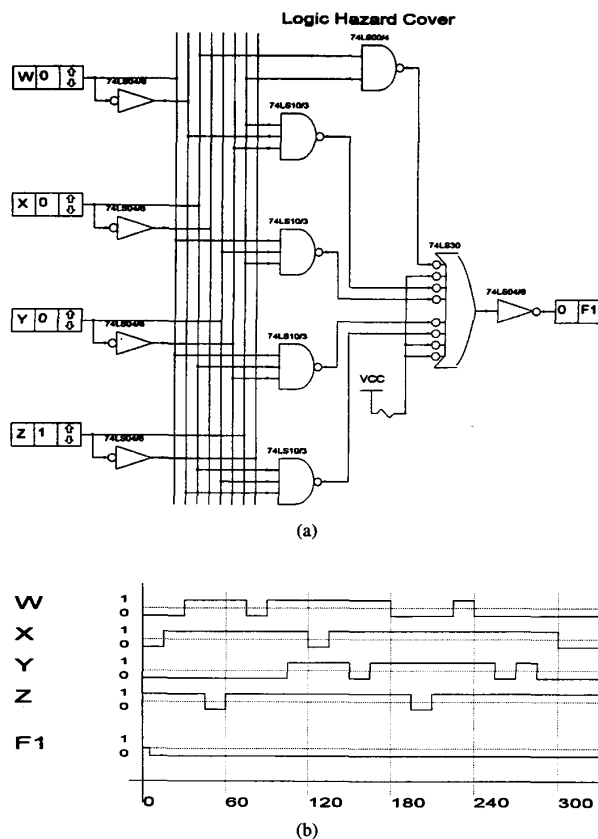 Logic Hazard Cover
74LS00/4
W 0
74LS04/6
74LS10/3
X 0
74LS04/6
74LS10/3
74LS30
74LS04/6
0 F1
Y 0
74LS04/6
74LS10/3
VCC
Z 1
74LS04/6
74LS10/3
(a)
W 1
0
X 1
0
Y 1
0
Z 1
0
F1 1
0
0 60 120 180 240 300
(b)